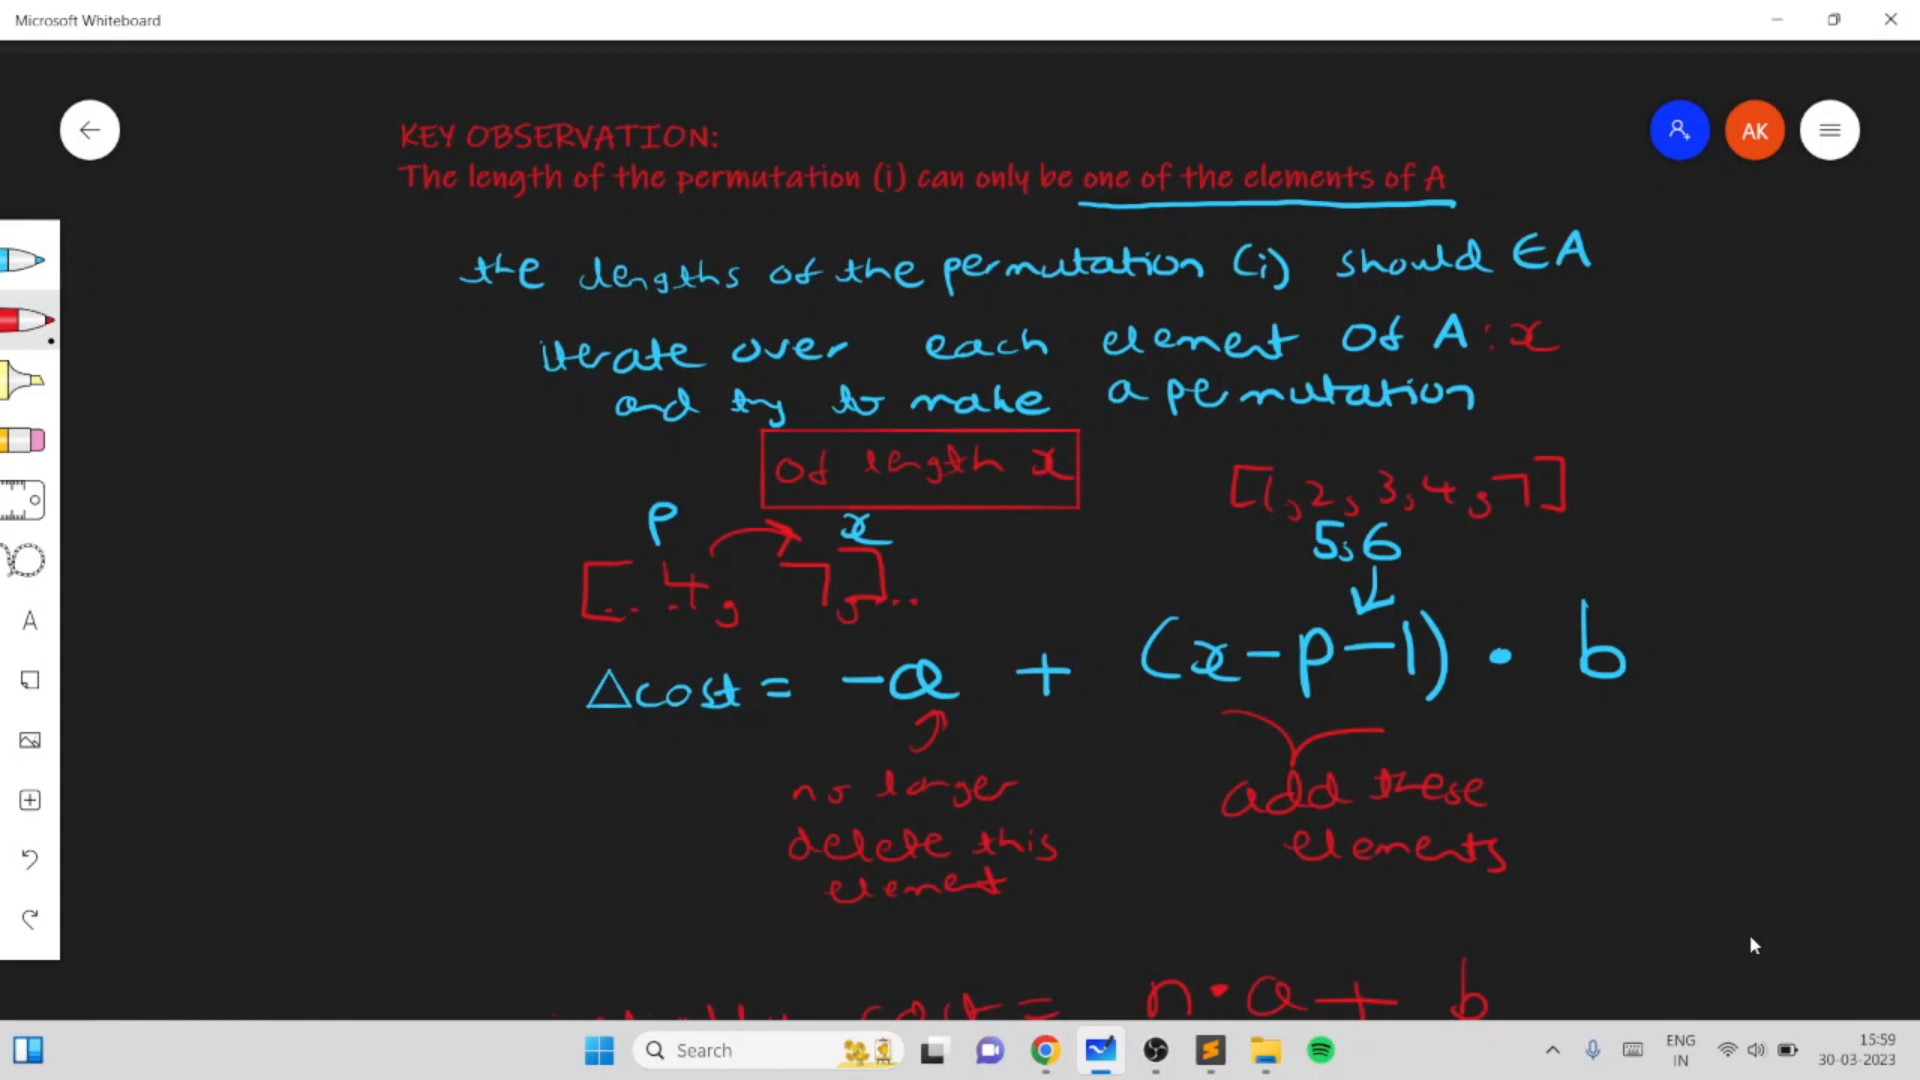 Microsoft Whiteboard
KEY OBSERVATION:
The length of the permutation (i) can only be one of the elements of A
AK
the lengths of the permutation (i) should ∈ A
iterate over each element of A : x
and try to make a permutation
of length x
[1, 2, 3, 4, 7]
5, 6
p x
[.. 4, 7, ]..
Δcost = -a + (x-p-1) • b
no longer
delete this
element
add these
elements
cost = n • a + b
Search
ENG
IN
15:59
30-03-2023